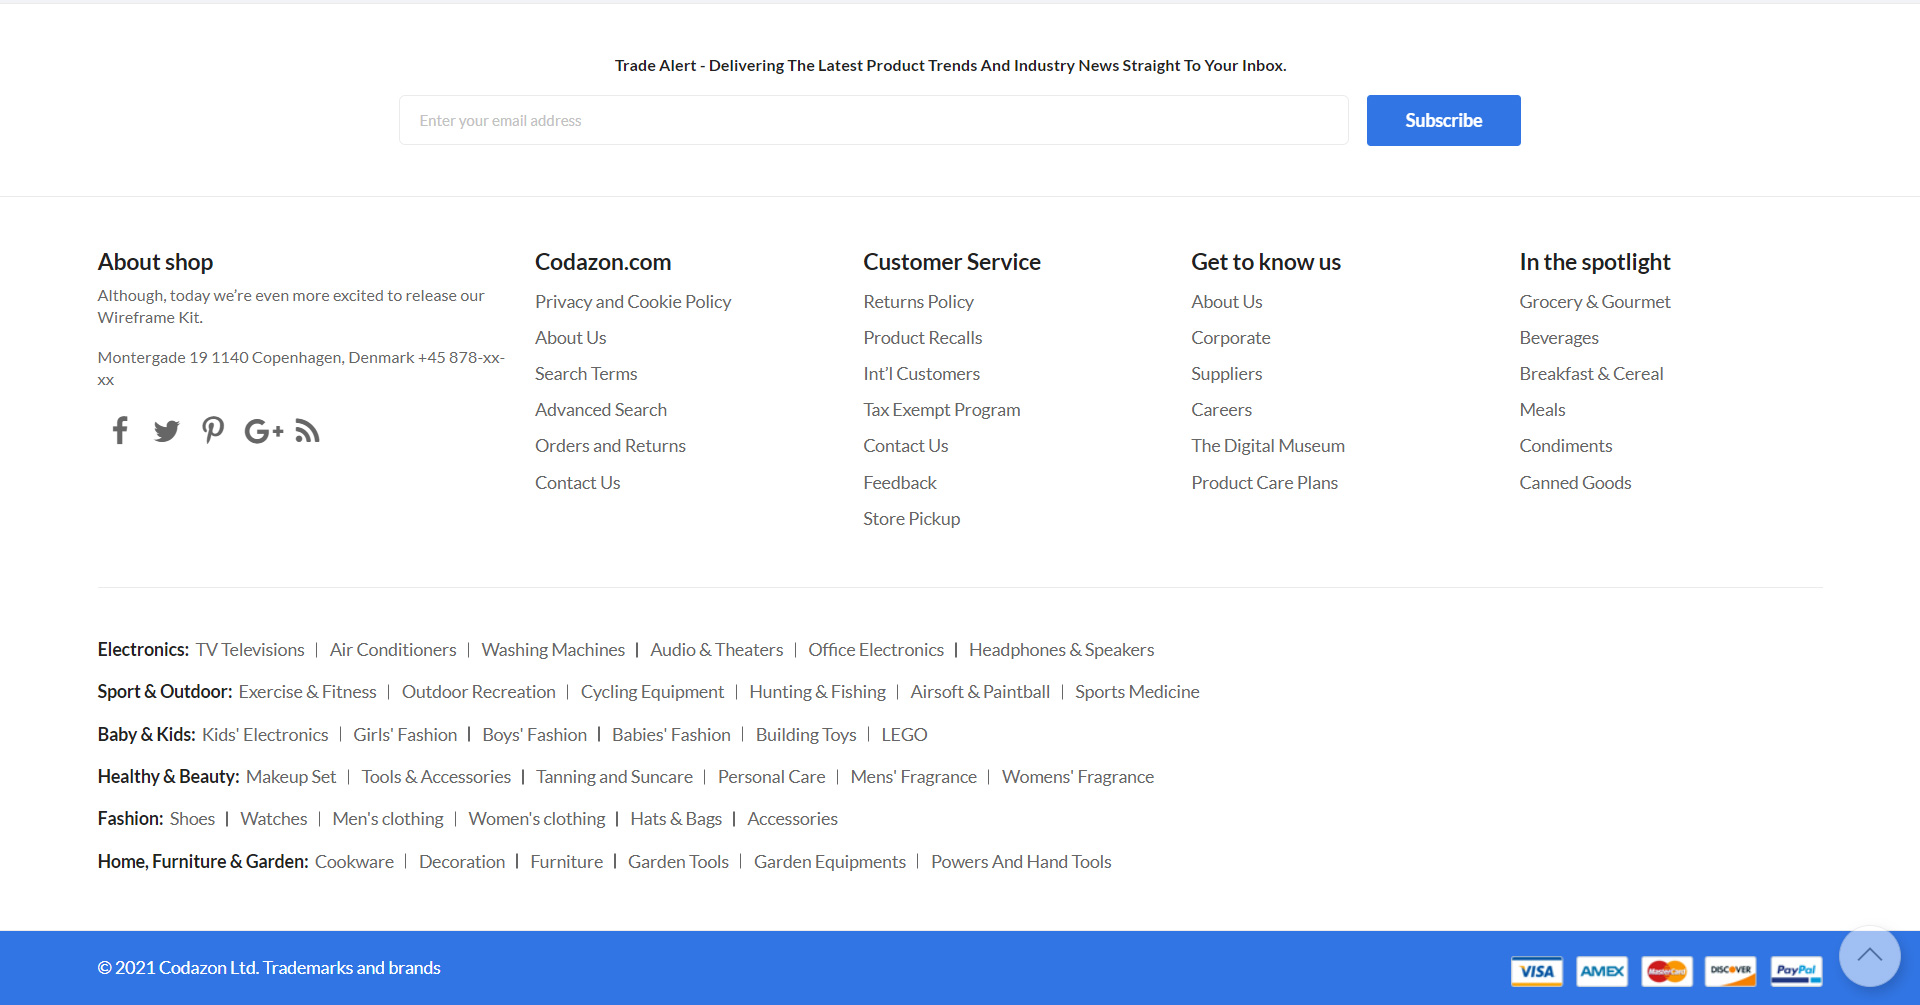 Trade Alert - Delivering The Latest Product Trends And Industry News Straight To Your Inbox.
Enter your email address
Subscribe
About shop
Although, today we’re even more excited to release our
Wireframe Kit.
Montergade 19 1140 Copenhagen, Denmark +45 878-xx-
xx
Codazon.com
Privacy and Cookie Policy
About Us
Search Terms
Advanced Search
Orders and Returns
Contact Us
Customer Service
Returns Policy
Product Recalls
Int’l Customers
Tax Exempt Program
Contact Us
Feedback
Store Pickup
Get to know us
About Us
Corporate
Suppliers
Careers
The Digital Museum
Product Care Plans
In the spotlight
Grocery & Gourmet
Beverages
Breakfast & Cereal
Meals
Condiments
Canned Goods
Electronics: TV Televisions | Air Conditioners | Washing Machines | Audio & Theaters | Office Electronics | Headphones & Speakers
Sport & Outdoor: Exercise & Fitness | Outdoor Recreation | Cycling Equipment | Hunting & Fishing | Airsoft & Paintball | Sports Medicine
Baby & Kids: Kids' Electronics | Girls' Fashion | Boys' Fashion | Babies' Fashion | Building Toys | LEGO
Healthy & Beauty: Makeup Set | Tools & Accessories | Tanning and Suncare | Personal Care | Mens' Fragrance | Womens' Fragrance
Fashion: Shoes | Watches | Men's clothing | Women's clothing | Hats & Bags | Accessories
Home, Furniture & Garden: Cookware | Decoration | Furniture | Garden Tools | Garden Equipments | Powers And Hand Tools
© 2021 Codazon Ltd. Trademarks and brands
VISA AMEX MasterCard DISCOVER PayPal